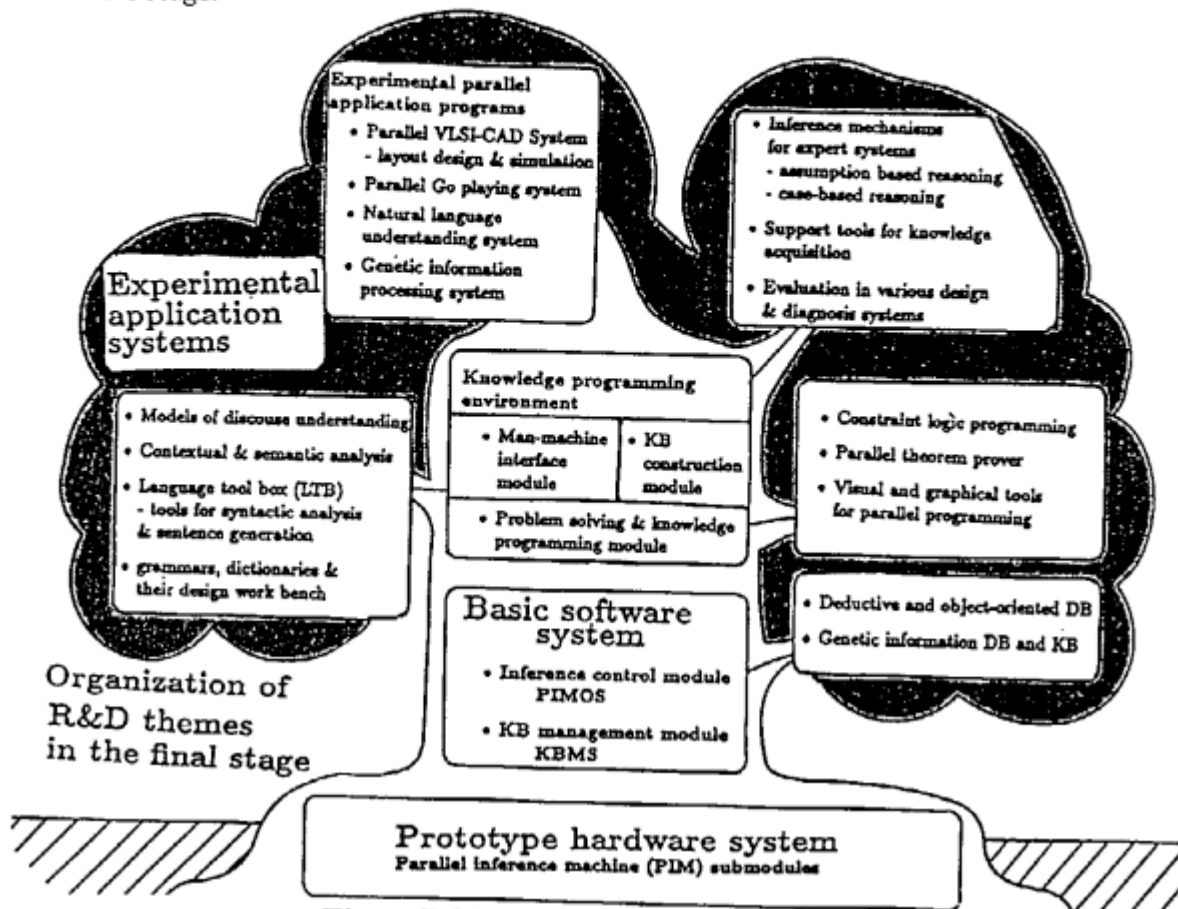 stage.
Experimental parallel
application programs
• Parallel VLSI-CAD System
- layout design & simulation
• Parallel Go playing system
• Natural language
understanding system
• Genetic information
processing system
• Inference mechanisms
for expert systems
- assumption based reasoning
- case-based reasoning
• Support tools for knowledge
acquisition
• Evaluation in various design
& diagnosis systems
Experimental
application
systems
Knowledge programming
environment
• Man-machine
interface
module
• KB
construction
module
• Problem solving & knowledge
programming module
• Models of discouse understanding
• Contextual & semantic analysis
• Language tool box (LTB)
- tools for syntactic analysis
& sentence generation
• grammars, dictionaries &
their design work bench
• Constraint logic programming
• Parallel theorem prover
• Visual and graphical tools
for parallel programming
• Deductive and object-oriented DB
• Genetic information DB and KB
Basic software
system
• Inference control module
PIMOS
• KB management module
KBMS
Organization of
R&D themes
in the final stage
Prototype hardware system
Parallel inference machine (PIM) submodules